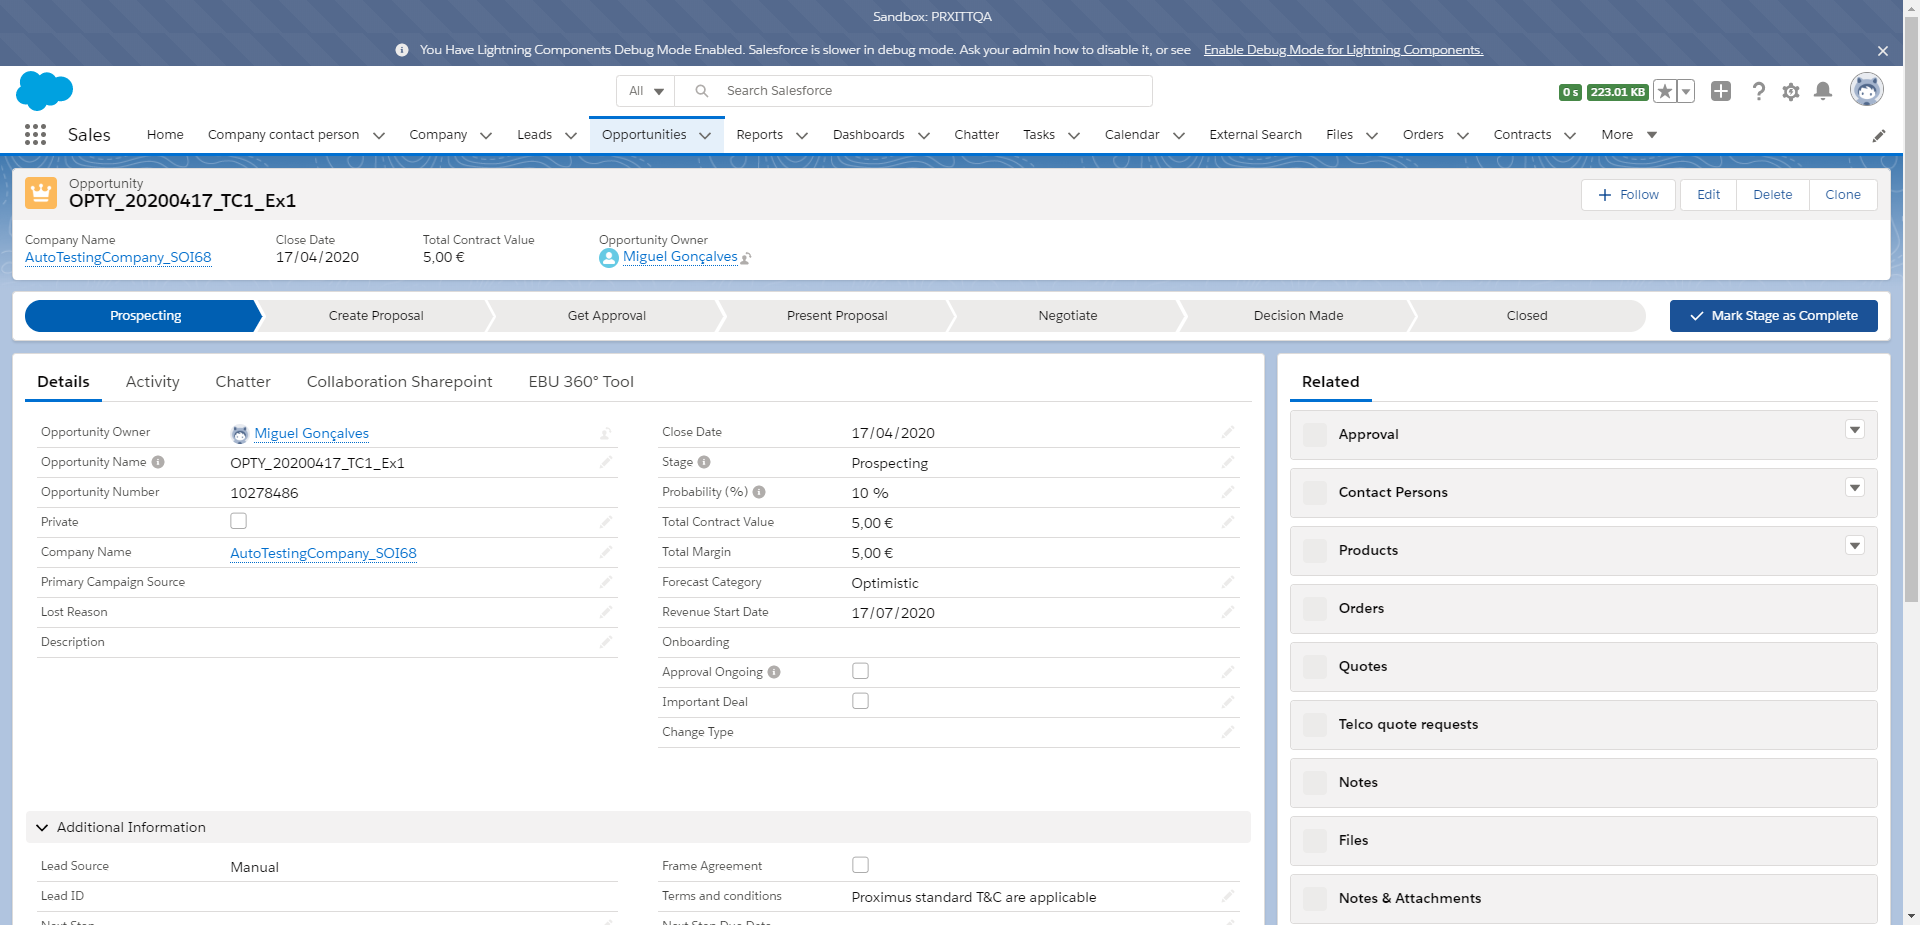 Sandbox: PRXITTQA
You Have Lightning Components Debug Mode Enabled. Salesforce is slower in debug mode. Ask your admin how to disable it, or see Enable Debug Mode for Lightning Components.
All Search Salesforce 0 s 223.01 KB
Sales Home Company contact person Company Leads Opportunities Reports Dashboards Chatter Tasks Calendar External Search Files Orders Contracts More
Opportunity
OPTY_20200417_TC1_Ex1
Follow Edit Delete Clone
Company Name Close Date Total Contract Value Opportunity Owner
AutoTestingCompany_SOI68 17/04/2020 5,00 € Miguel Gonçalves
Prospecting Create Proposal Get Approval Present Proposal Negotiate Decision Made Closed Mark Stage as Complete
Details Activity Chatter Collaboration Sharepoint EBU 360° Tool
Opportunity Owner Miguel Gonçalves
Opportunity Name OPTY_20200417_TC1_Ex1
Opportunity Number 10278486
Private
Company Name AutoTestingCompany_SOI68
Primary Campaign Source
Lost Reason
Description
Close Date 17/04/2020
Stage Prospecting
Probability (%) 10 %
Total Contract Value 5,00 €
Total Margin 5,00 €
Forecast Category Optimistic
Revenue Start Date 17/07/2020
Onboarding
Approval Ongoing
Important Deal
Change Type
Additional Information
Lead Source Manual
Lead ID
Next Step
Frame Agreement
Terms and conditions Proximus standard T&C are applicable
Next Step Due Date
Related
Approval
Contact Persons
Products
Orders
Quotes
Telco quote requests
Notes
Files
Notes & Attachments